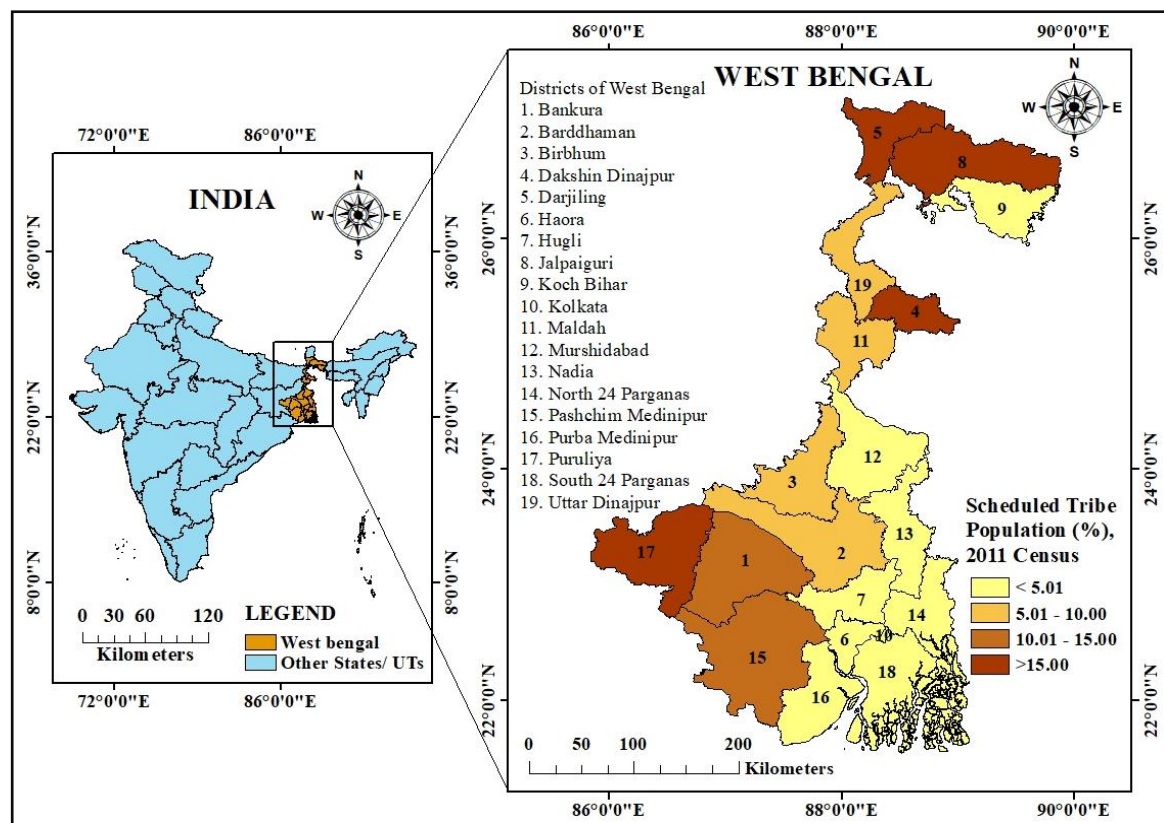 86°0'0"E 88°0'0"E 90°0'0"E
WEST BENGAL
N
W E
S
Districts of West Bengal
1. Bankura
2. Barddhaman
3. Birbhum
4. Dakshin Dinajpur
5. Darjiling
6. Haora
7. Hugli
8. Jalpaiguri
9. Koch Bihar
10. Kolkata
11. Maldah
12. Murshidabad
13. Nadia
14. North 24 Parganas
15. Pashchim Medinipur
16. Purba Medinipur
17. Puruliya
18. South 24 Parganas
19. Uttar Dinajpur
72°0'0"E 86°0'0"E
INDIA
N
W E
S
36°0'0"N
22°0'0"N
8°0'0"N
36°0'0"N
22°0'0"N
8°0'0"N
0 30 60 120
Kilometers
LEGEND
West bengal
Other States/ UTs
72°0'0"E 86°0'0"E
26°0'0"N
24°0'0"N
22°0'0"N
26°0'0"N
24°0'0"N
22°0'0"N
5
8
9
19
4
11
12
3
13
17
1
2
7
14
6
10
15
18
16
Scheduled Tribe
Population (%),
2011 Census
< 5.01
5.01 - 10.00
10.01 - 15.00
>15.00
0 50 100 200
Kilometers
86°0'0"E 88°0'0"E 90°0'0"E